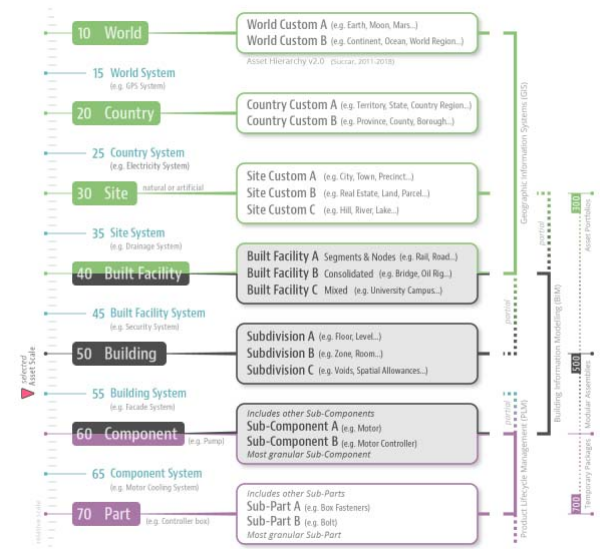 10 World
World Custom A (e.g. Earth, Moon, Mars...)
World Custom B (e.g. Continent, Ocean, World Region...)
Asset Hierarchy v2.0 (Succar, 2011-2018)
15 World System
(e.g. GPS System)
20 Country
Country Custom A (e.g. Territory, State, Country Region...)
Country Custom B (e.g. Province, County, Borough...)
25 Country System
(e.g. Electricity System)
30 Site
natural or artificial
Site Custom A (e.g. City, Town, Precinct...)
Site Custom B (e.g. Real Estate, Land, Parcel...)
Site Custom C (e.g. Hill, River, Lake...)
35 Site System
(e.g. Drainage System)
40 Built Facility
Built Facility A Segments & Nodes (e.g. Rail, Road...)
Built Facility B Consolidated (e.g. Bridge, Oil Rig...)
Built Facility C Mixed (e.g. University Campus...)
45 Built Facility System
(e.g. Security System)
50 Building
Subdivision A (e.g. Floor, Level...)
Subdivision B (e.g. Zone, Room...)
Subdivision C (e.g. Voids, Spatial Allowances...)
selected
Asset Scale
55 Building System
(e.g. Facade System)
60 Component
(e.g. Pump)
Includes other Sub-Components
Sub-Component A (e.g. Motor)
Sub-Component B (e.g. Motor Controller)
Most granular Sub-Component
65 Component System
(e.g. Motor Cooling System)
70 Part
(e.g. Controller box)
Includes other Sub-Parts
Sub-Part A (e.g. Box Fasteners)
Sub-Part B (e.g. Bolt)
Most granular Sub-Part
relative scale
Geographic Information Systems (GIS)
partial
Product Lifecycle Management (PLM)
partial
partial
Building Information Modelling (BIM)
300
Asset Portfolios
500
Modular Assemblies
700
Temporary Packages